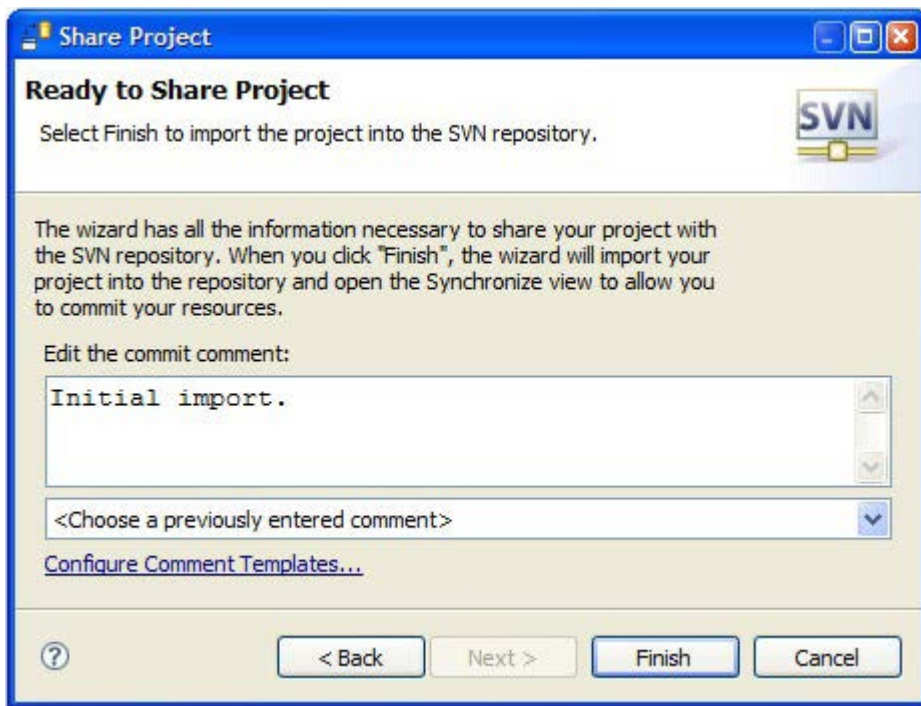 Share Project
Ready to Share Project
Select Finish to import the project into the SVN repository.
SVN
The wizard has all the information necessary to share your project with
the SVN repository. When you click "Finish", the wizard will import your
project into the repository and open the Synchronize view to allow you
to commit your resources.
Edit the commit comment:
Initial import.
<Choose a previously entered comment>
Configure Comment Templates...
? < Back Next > Finish Cancel